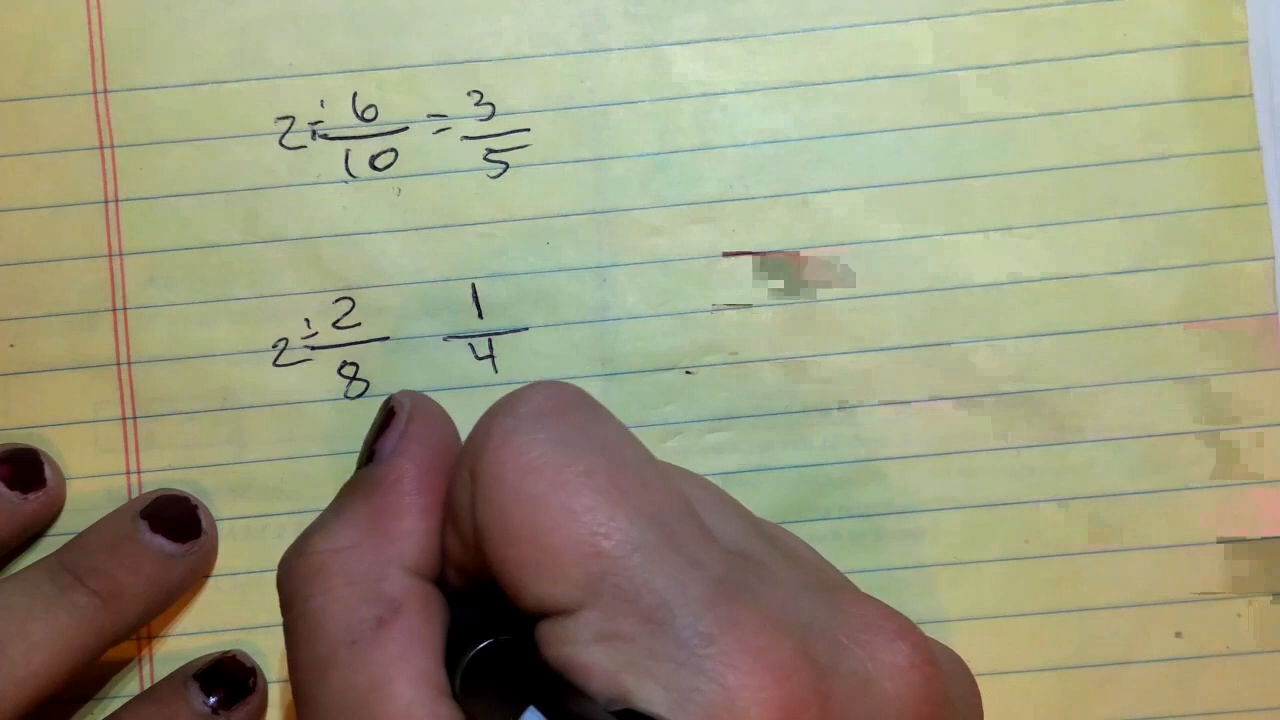 2 ÷ 6/10 = 3/5
2 ÷ 2/8 1/4